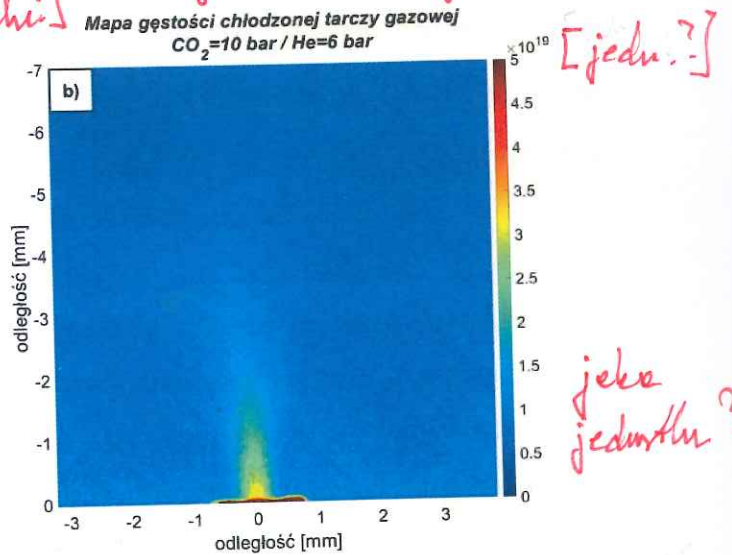 Mapa gęstości chłodzonej tarczy gazowej
CO2=10 bar / He=6 bar
×10^19
[jedn.?]
b)
-7
-6
-5
-4
-3
-2
-1
0
odległość [mm]
-3 -2 -1 0 1 2 3
odległość [mm]
5
4.5
4
3.5
3
2.5
2
1.5
1
0.5
0